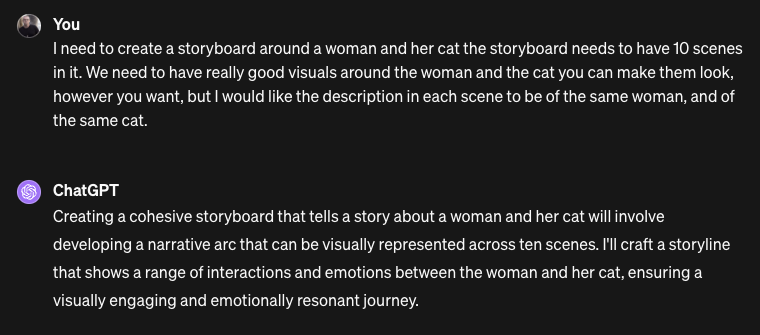 You
I need to create a storyboard around a woman and her cat the storyboard needs to have 10 scenes
in it. We need to have really good visuals around the woman and the cat you can make them look,
however you want, but I would like the description in each scene to be of the same woman, and of
the same cat.
ChatGPT
Creating a cohesive storyboard that tells a story about a woman and her cat will involve
developing a narrative arc that can be visually represented across ten scenes. I'll craft a storyline
that shows a range of interactions and emotions between the woman and her cat, ensuring a
visually engaging and emotionally resonant journey.